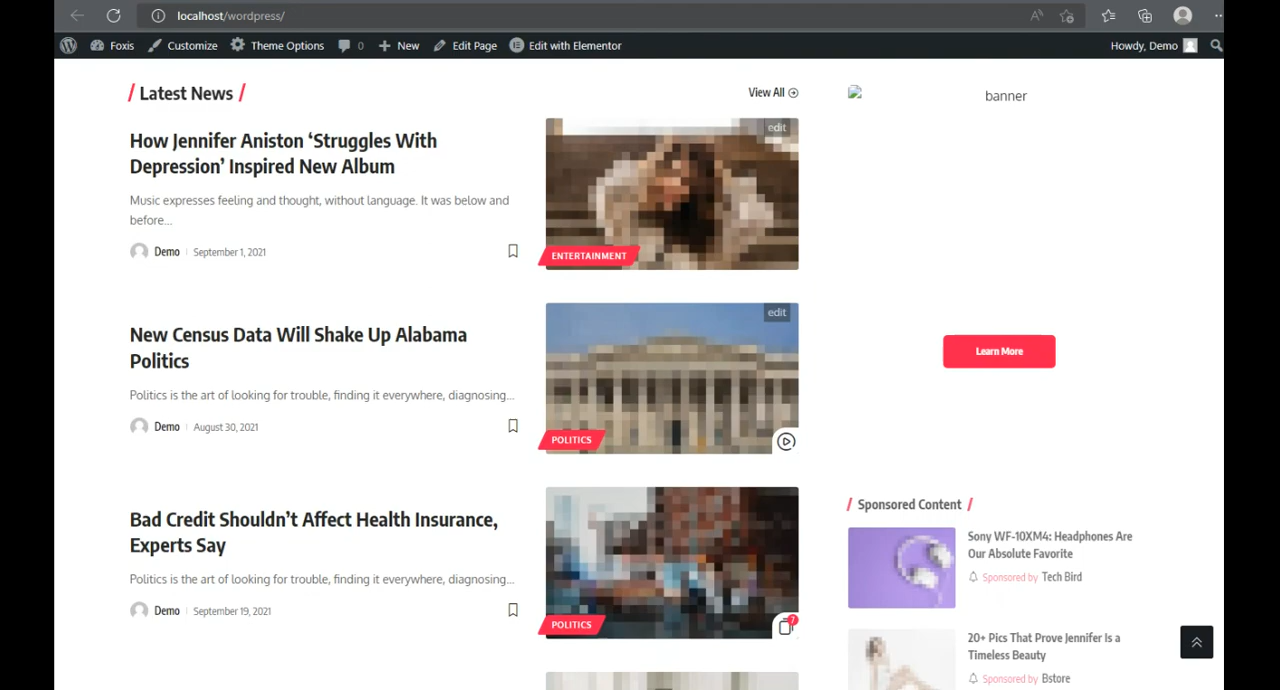 localhost/wordpress/
Foxis
Customize
Theme Options
0
New
Edit Page
Edit with Elementor
Howdy, Demo
/ Latest News /
View All
How Jennifer Aniston ‘Struggles With
Depression’ Inspired New Album
Music expresses feeling and thought, without language. It was below and
before...
Demo
September 1, 2021
edit
ENTERTAINMENT
New Census Data Will Shake Up Alabama
Politics
Politics is the art of looking for trouble, finding it everywhere, diagnosing...
Demo
August 30, 2021
edit
POLITICS
Bad Credit Shouldn’t Affect Health Insurance,
Experts Say
Politics is the art of looking for trouble, finding it everywhere, diagnosing...
Demo
September 19, 2021
POLITICS
7
banner
Learn More
/ Sponsored Content /
Sony WF-10XM4: Headphones Are
Our Absolute Favorite
Sponsored by Tech Bird
20+ Pics That Prove Jennifer Is a
Timeless Beauty
Sponsored by Bstore